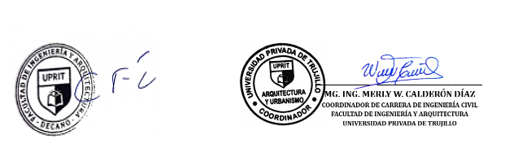 FACULTAD DE INGENIERÍA Y ARQUITECTURA
UPRIT
- DECANO -
UNIVERSIDAD PRIVADA DE TRUJILLO
UPRIT
ARQUITECTURA
Y URBANISMO
COORDINADOR
MG. ING. MERLY W. CALDERÓN DÍAZ
COORDINADOR DE CARRERA DE INGENIERÍA CIVIL
FACULTAD DE INGENIERÍA Y ARQUITECTURA
UNIVERSIDAD PRIVADA DE TRUJILLO